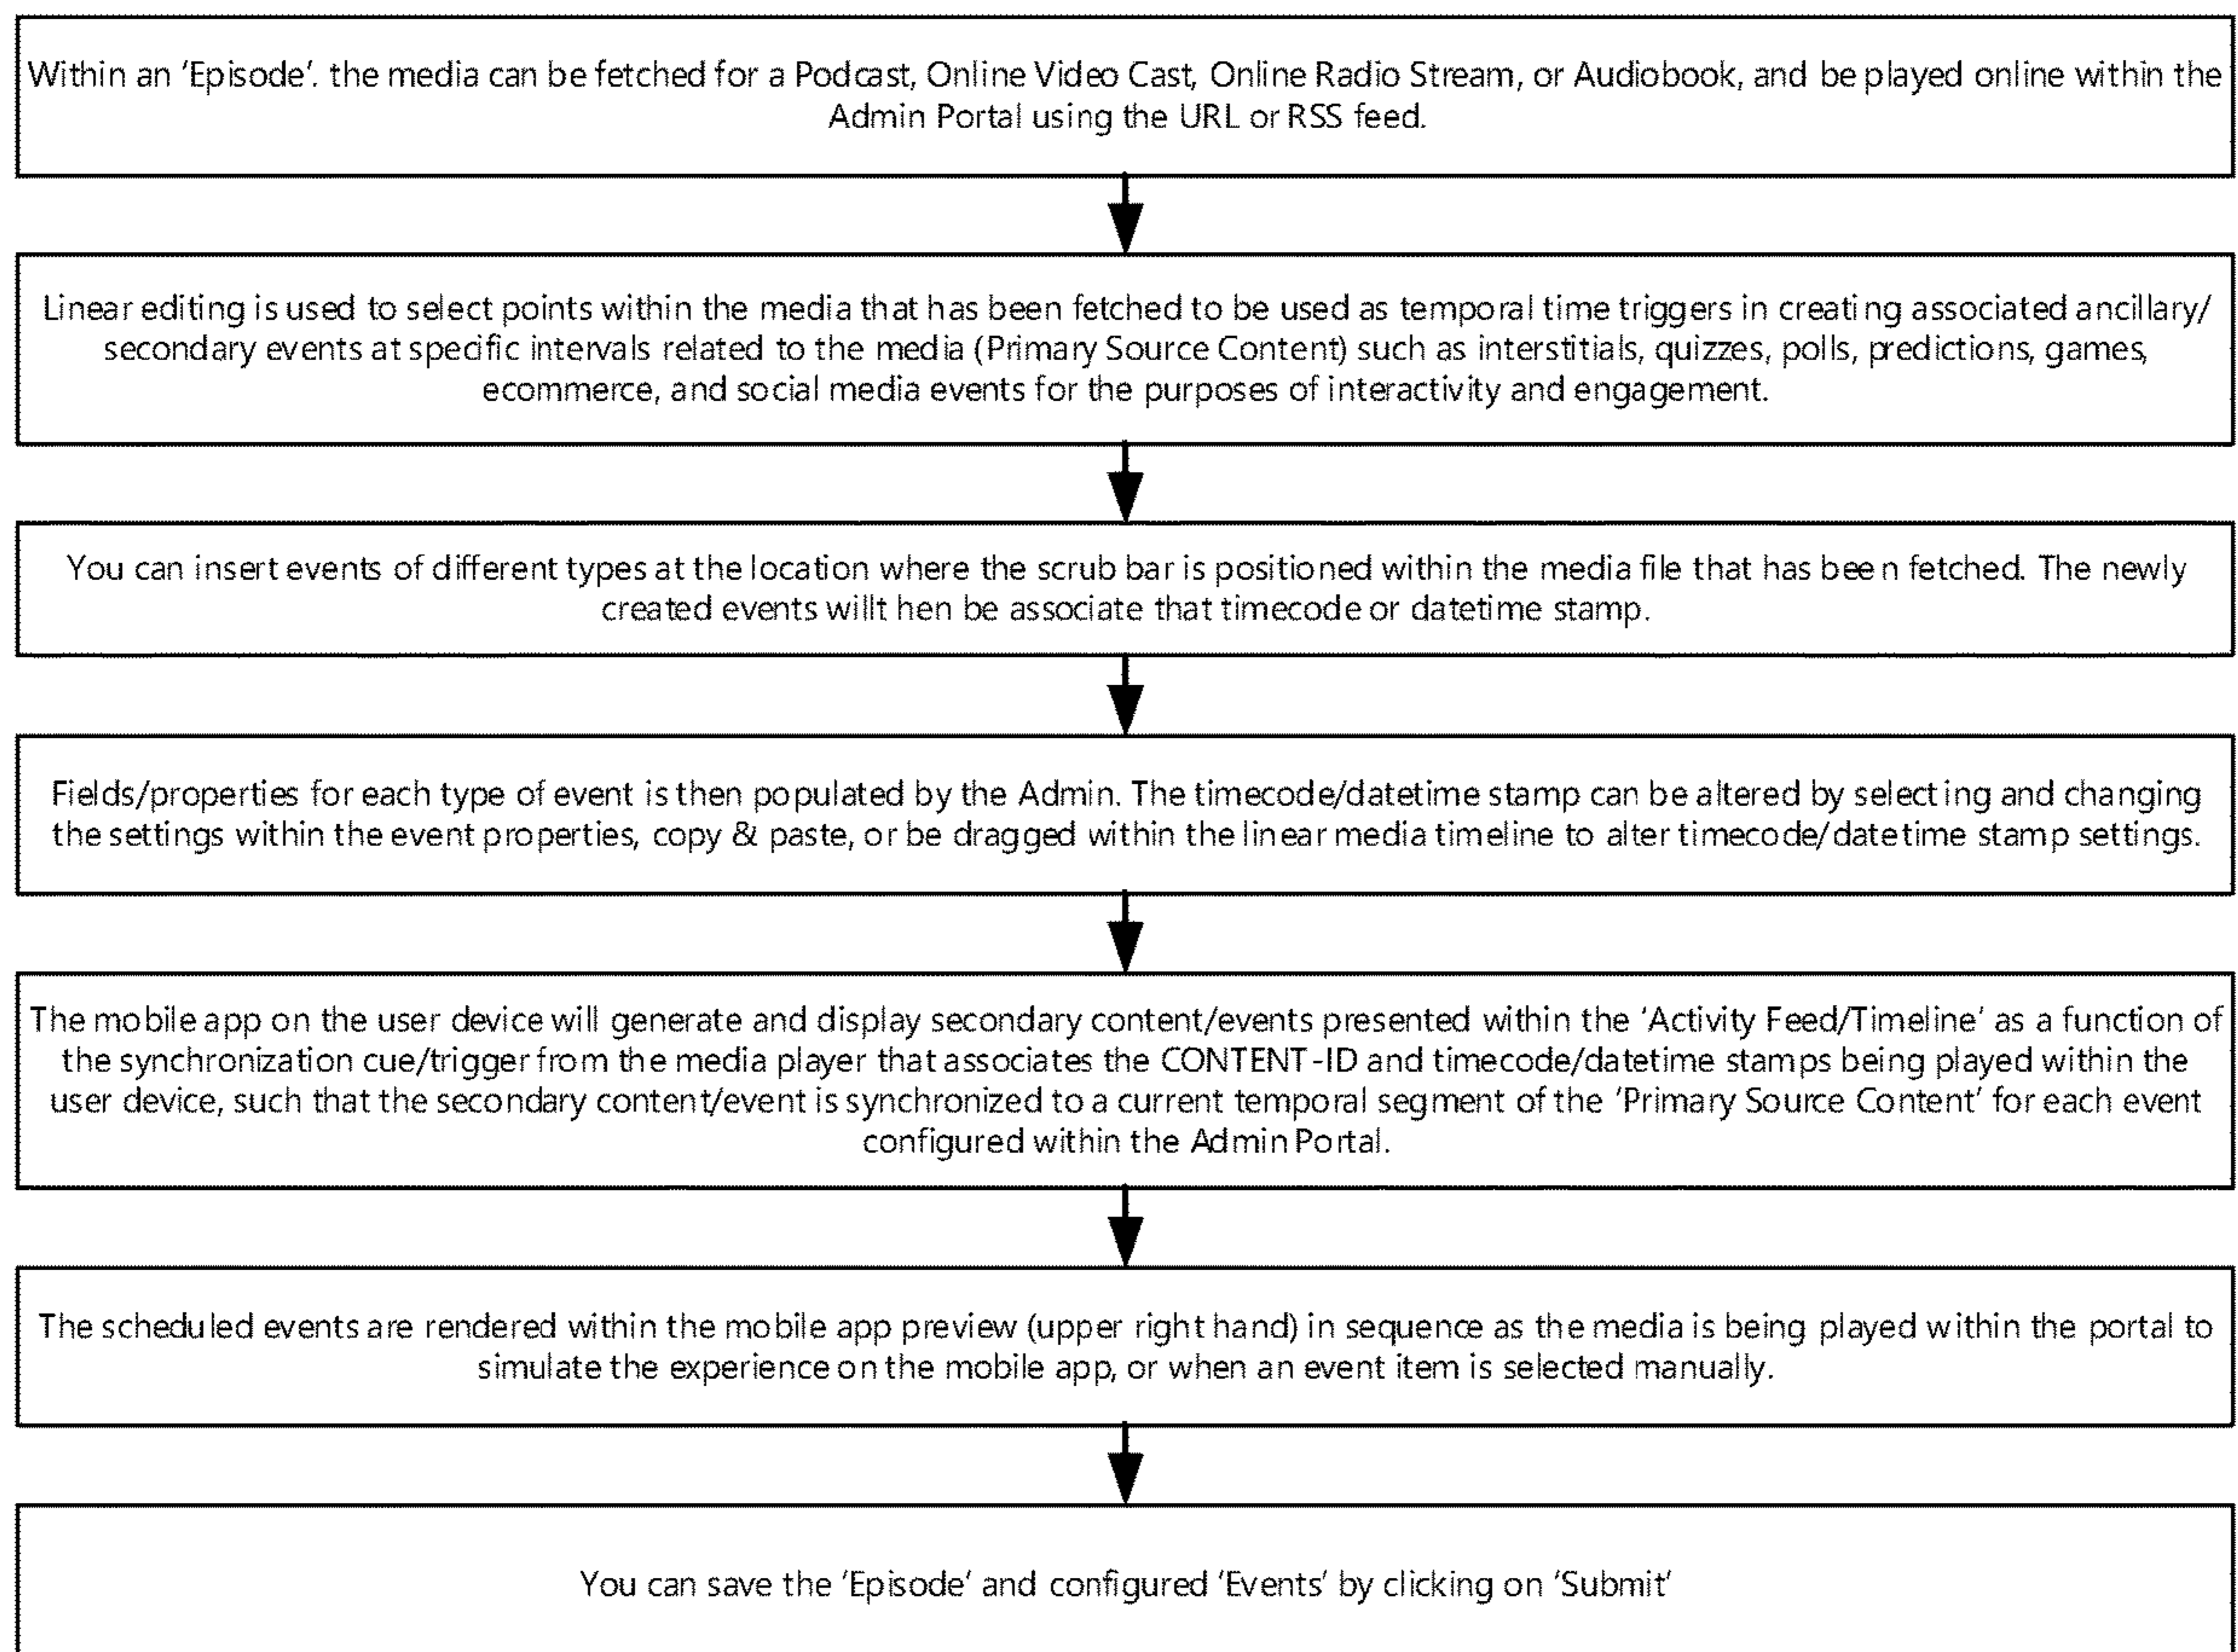 Within an ‘Episode’. the media can be fetched for a Podcast, Online Video Cast, Online Radio Stream, or Audiobook, and be played online within the
Admin Portal using the URL or RSS feed.
Linear editing is used to select points within the media that has been fetched to be used as temporal time triggers in creating associated ancillary/
secondary events at specific intervals related to the media (Primary Source Content) such as interstitials, quizzes, polls, predictions, games,
ecommerce, and social media events for the purposes of interactivity and engagement.
You can insert events of different types at the location where the scrub bar is positioned within the media file that has been fetched. The newly
created events willt hen be associate that timecode or datetime stamp.
Fields/properties for each type of event is then populated by the Admin. The timecode/datetime stamp can be altered by selecting and changing
the settings within the event properties, copy & paste, or be dragged within the linear media timeline to alter timecode/datetime stamp settings.
The mobile app on the user device will generate and display secondary content/events presented within the ‘Activity Feed/Timeline’ as a function of
the synchronization cue/trigger from the media player that associates the CONTENT-ID and timecode/datetime stamps being played within the
user device, such that the secondary content/event is synchronized to a current temporal segment of the ‘Primary Source Content’ for each event
configured within the Admin Portal.
The scheduled events are rendered within the mobile app preview (upper right hand) in sequence as the media is being played within the portal to
simulate the experience on the mobile app, or when an event item is selected manually.
You can save the ‘Episode’ and configured ‘Events’ by clicking on ‘Submit’